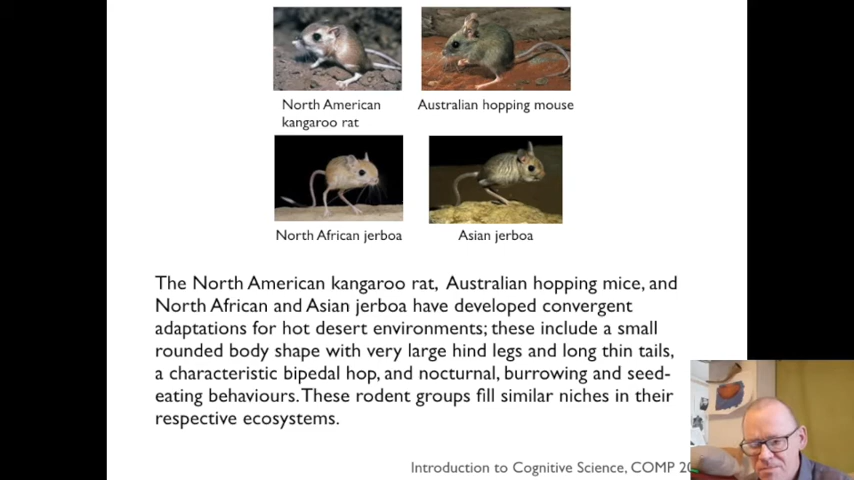 North American
kangaroo rat
Australian hopping mouse
North African jerboa
Asian jerboa
The North American kangaroo rat, Australian hopping mice, and
North African and Asian jerboa have developed convergent
adaptations for hot desert environments; these include a small
rounded body shape with very large hind legs and long thin tails,
a characteristic bipedal hop, and nocturnal, burrowing and seed-
eating behaviours. These rodent groups fill similar niches in their
respective ecosystems.
Introduction to Cognitive Science, COMP